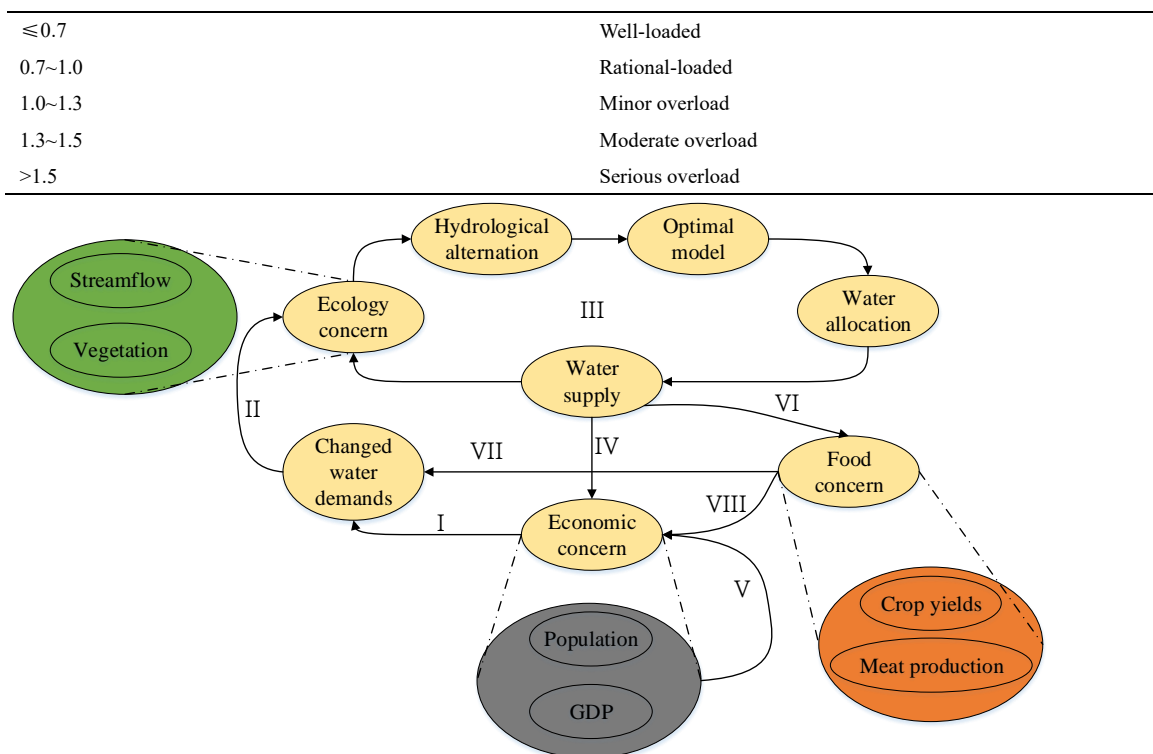 ≤0.7 Well-loaded
0.7~1.0 Rational-loaded
1.0~1.3 Minor overload
1.3~1.5 Moderate overload
>1.5 Serious overload
Hydrological
alternation
Optimal
model
Streamflow
Vegetation
Ecology
concern
III
Water
allocation
Water
supply
II
VI
Changed
water
demands
VII
IV
Food
concern
VIII
I
Economic
concern
V
Population
GDP
Crop yields
Meat production